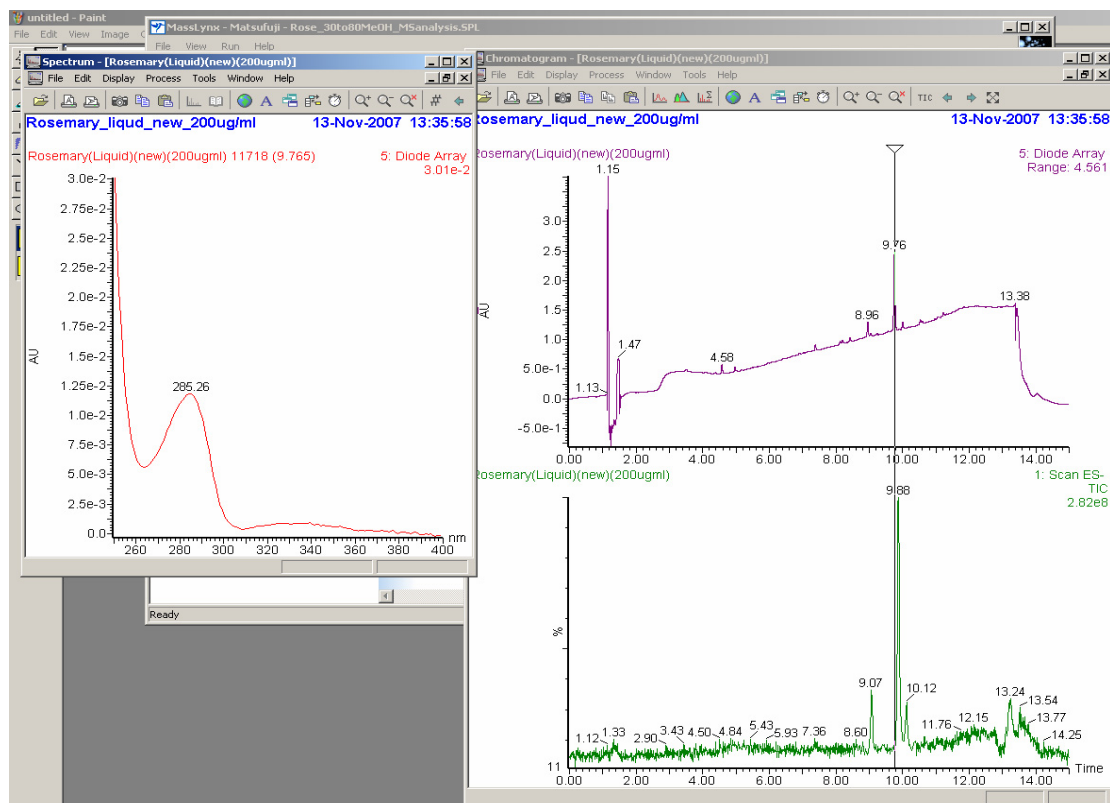 untitled - Paint
File Edit View Image
MassLynx - Matsufuji - Rose_30to80MeOH_MSanalysis.SPL
File View Run Help
Spectrum - [Rosemary(Liquid)(new)(200ugml)]
File Edit Display Process Tools Window Help
Rosemary_liqud_new_200ug/ml 13-Nov-2007 13:35:58
Rosemary(Liquid)(new)(200ugml) 11718 (9.765) 5: Diode Array
3.01e-2
3.0e-2
2.75e-2
2.5e-2
2.25e-2
2.0e-2
1.75e-2
1.5e-2
1.25e-2
1.0e-2
7.5e-3
5.0e-3
2.5e-3
0.0
AU
285.26
260 280 300 320 340 360 380 400 nm
Ready
Chromatogram - [Rosemary(Liquid)(new)(200ugml)]
File Edit Display Process Window Tools Help
TIC
Rosemary_liqud_new_200ug/ml 13-Nov-2007 13:35:58
Rosemary(Liquid)(new)(200ugml) 5: Diode Array
Range: 4.561
AU
3.0
2.5
2.0
1.5
1.0
5.0e-1
0.0
-5.0e-1
1.15
1.13
1.47
4.58
8.96
9.76
13.38
0.00 2.00 4.00 6.00 8.00 10.00 12.00 14.00
Rosemary(Liquid)(new)(200ugml) 1: Scan ES-
TIC
2.82e8
%
11
1.12 1.33 2.90 3.43 4.50 4.84 5.43 5.93 7.36 8.60 9.07 9.88 10.12 11.76 12.15 13.24 13.54 13.77 14.25
0.00 2.00 4.00 6.00 8.00 10.00 12.00 14.00 Time